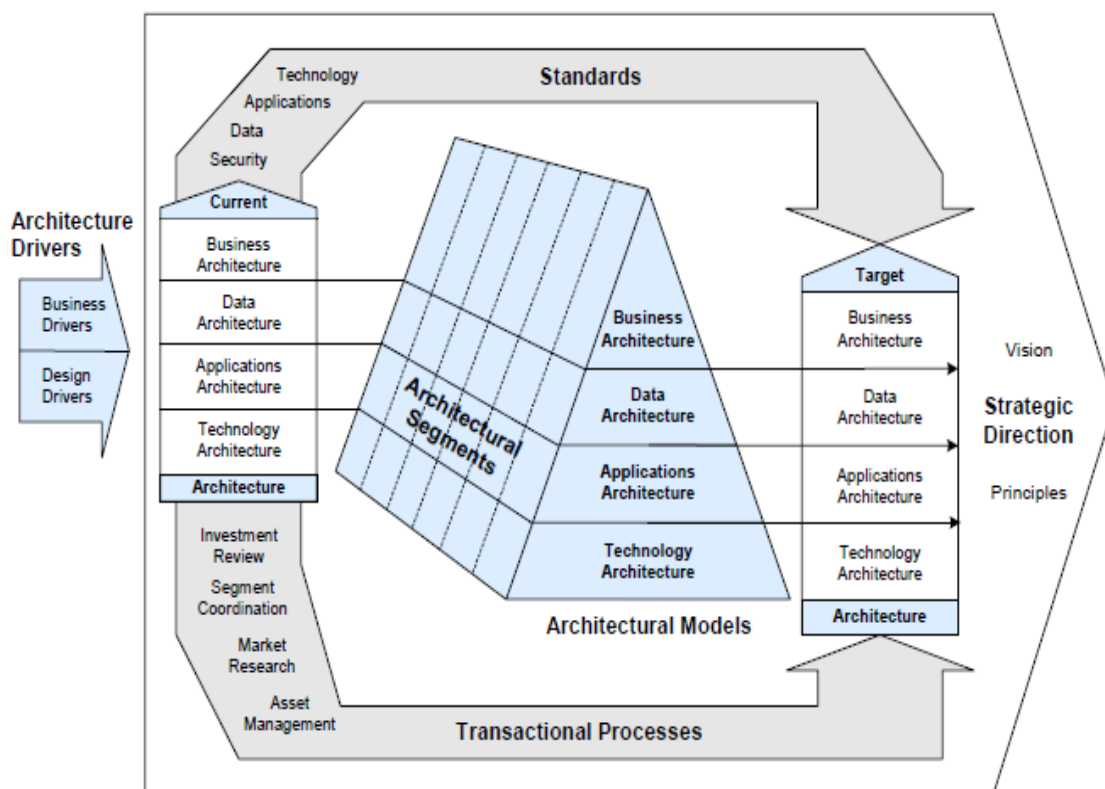 Technology
Applications
Data
Security
Standards
Architecture
Drivers
Business
Drivers
Design
Drivers
Current
Business
Architecture
Data
Architecture
Applications
Architecture
Technology
Architecture
Architecture
Architectural
Segments
Business
Architecture
Data
Architecture
Applications
Architecture
Technology
Architecture
Architectural Models
Target
Business
Architecture
Data
Architecture
Applications
Architecture
Technology
Architecture
Architecture
Vision
Strategic
Direction
Principles
Investment
Review
Segment
Coordination
Market
Research
Asset
Management
Transactional Processes